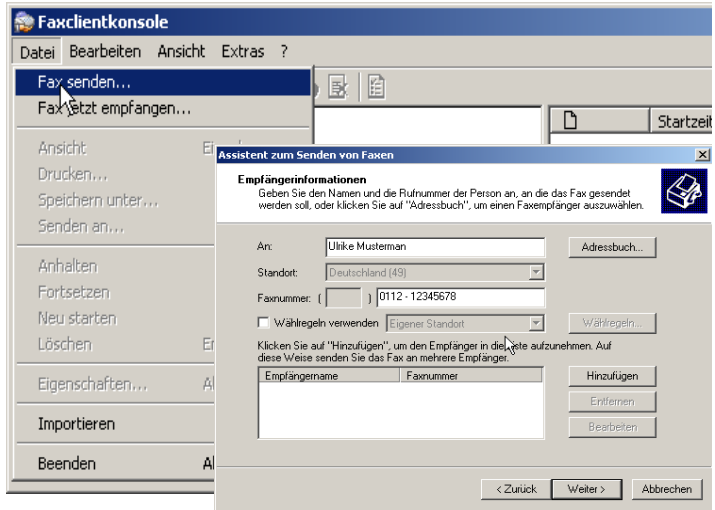 Faxclientkonsole
Datei Bearbeiten Ansicht Extras ?
Fax senden...
Fax jetzt empfangen...
Startzeit
Ansicht
Drucken...
Speichern unter...
Senden an...
Anhalten
Fortsetzen
Neu starten
Löschen
Eigenschaften...
Importieren
Beenden
Assistent zum Senden von Faxen
Empfängerinformationen
Geben Sie den Namen und die Rufnummer der Person an, an die das Fax gesendet
werden soll, oder klicken Sie auf "Adressbuch", um einen Faxempfänger auszuwählen.
An: Ulrike Musterman Adressbuch...
Standort: Deutschland (49)
Faxnummer: ( ) 0112 - 12345678
Wählregeln verwenden Eigener Standort Wählregeln...
Klicken Sie auf "Hinzufügen", um den Empfänger in die Liste aufzunehmen. Auf
diese Weise senden Sie das Fax an mehrere Empfänger.
Empfängername Faxnummer Hinzufügen
Entfernen
Bearbeiten
< Zurück Weiter > Abbrechen